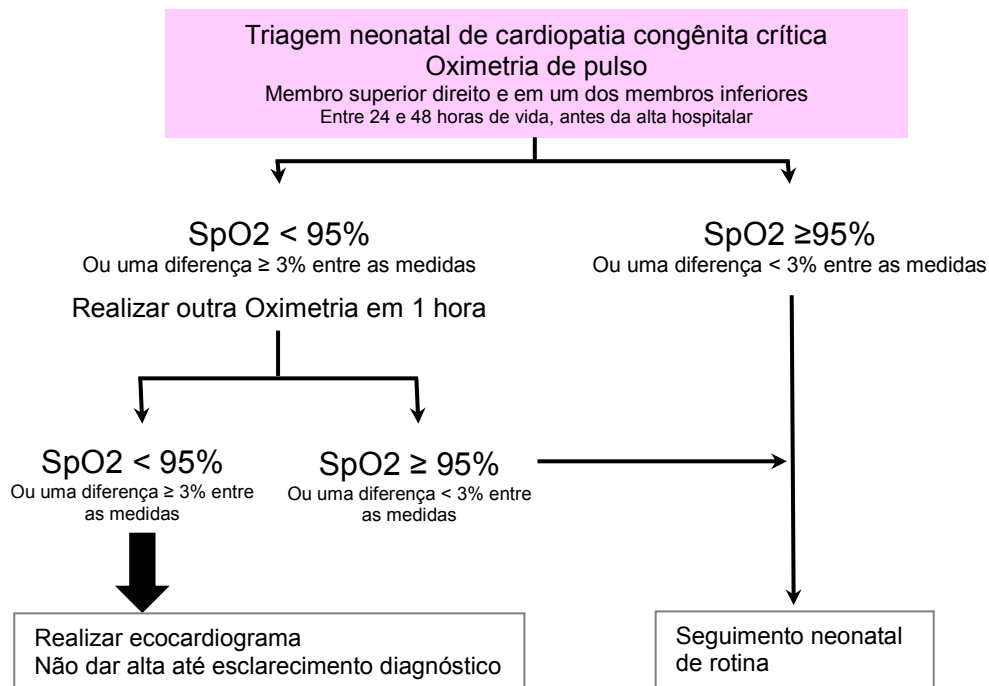 Triagem neonatal de cardiopatia congênita crítica
Oximetria de pulso
Membro superior direito e em um dos membros inferiores
Entre 24 e 48 horas de vida, antes da alta hospitalar
SpO2 < 95%
Ou uma diferença ≥ 3% entre as medidas
Realizar outra Oximetria em 1 hora
SpO2 ≥95%
Ou uma diferença < 3% entre as medidas
SpO2 < 95%
Ou uma diferença ≥ 3% entre
as medidas
SpO2 ≥ 95%
Ou uma diferença < 3% entre
as medidas
Realizar ecocardiograma
Não dar alta até esclarecimento diagnóstico
Seguimento neonatal
de rotina